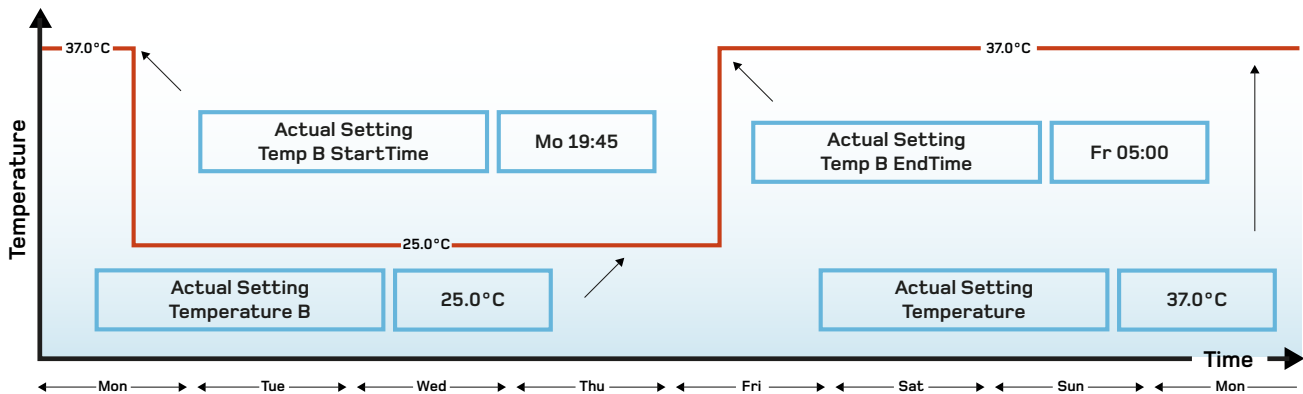 Temperature
37.0°C
37.0°C
Actual Setting
Temp B StartTime
Mo 19:45
Actual Setting
Temp B EndTime
Fr 05:00
25.0°C
Actual Setting
Temperature B
25.0°C
Actual Setting
Temperature
37.0°C
Time
Mon Tue Wed Thu Fri Sat Sun Mon